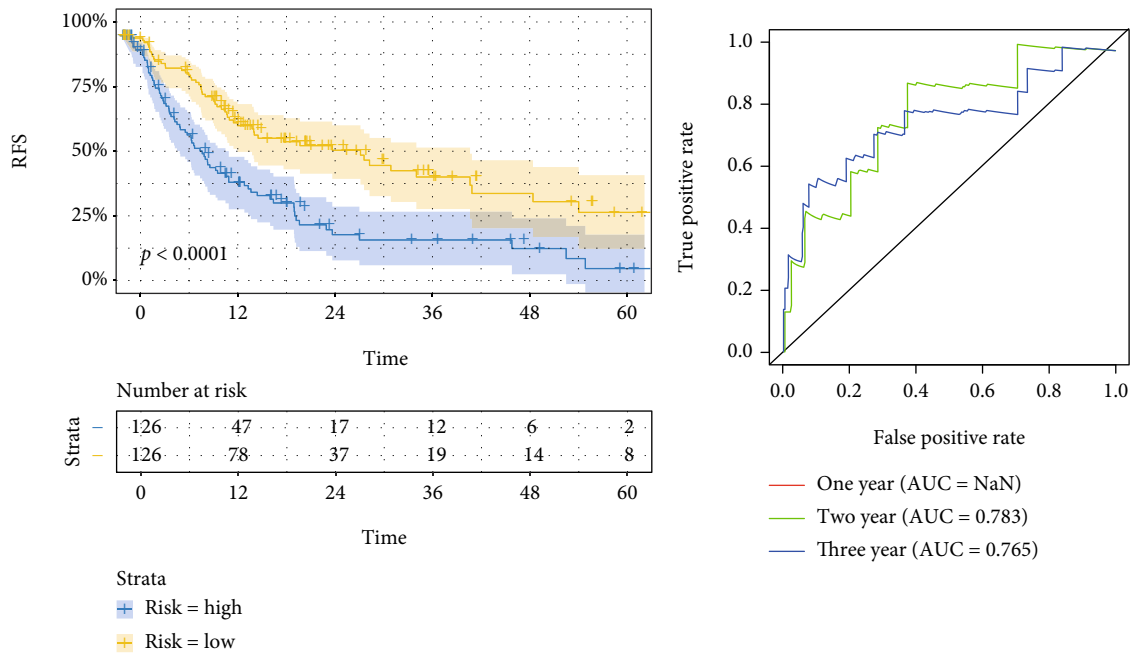 100%
75%
50%
25%
0%
RFS
p < 0.0001
0 12 24 36 48 60
Time
Number at risk
Strata
126 47 17 12 6 2
126 78 37 19 14 8
0 12 24 36 48 60
Time
Strata
Risk = high
Risk = low
1.0
0.8
0.6
0.4
0.2
0.0
True positive rate
0.0 0.2 0.4 0.6 0.8 1.0
False positive rate
One year (AUC = NaN)
Two year (AUC = 0.783)
Three year (AUC = 0.765)